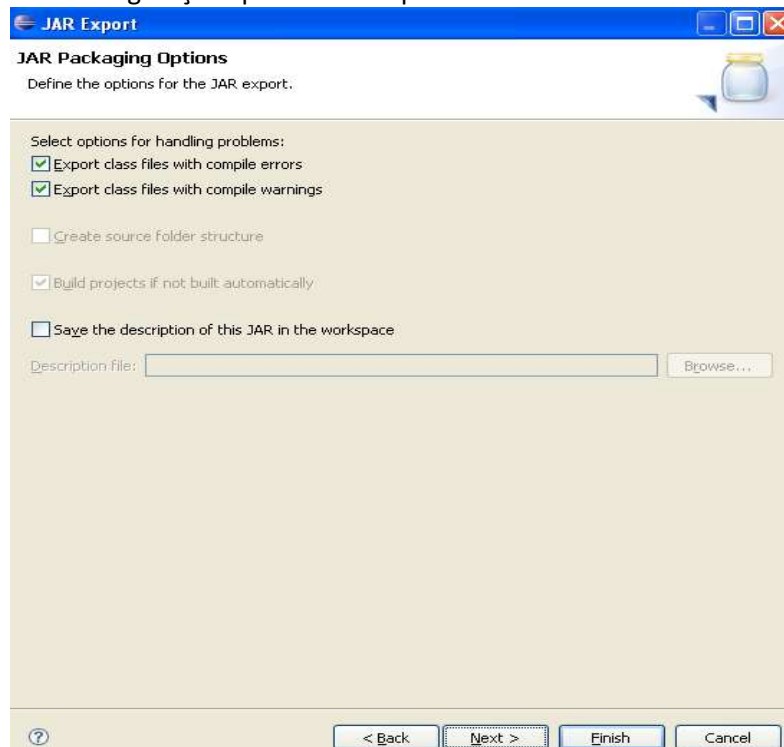 JAR Export
JAR Packaging Options
Define the options for the JAR export.
Select options for handling problems:
Export class files with compile errors
Export class files with compile warnings
Create source folder structure
Build projects if not built automatically
Save the description of this JAR in the workspace
Description file:
Browse...
< Back
Next >
Finish
Cancel